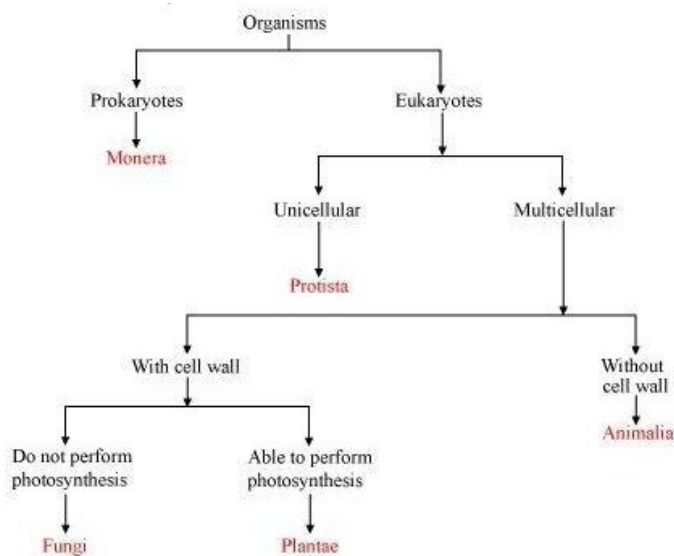 Organisms
Prokaryotes
Eukaryotes
Monera
Unicellular
Multicellular
Protista
With cell wall
Without
cell wall
Animalia
Do not perform
photosynthesis
Able to perform
photosynthesis
Fungi
Plantae